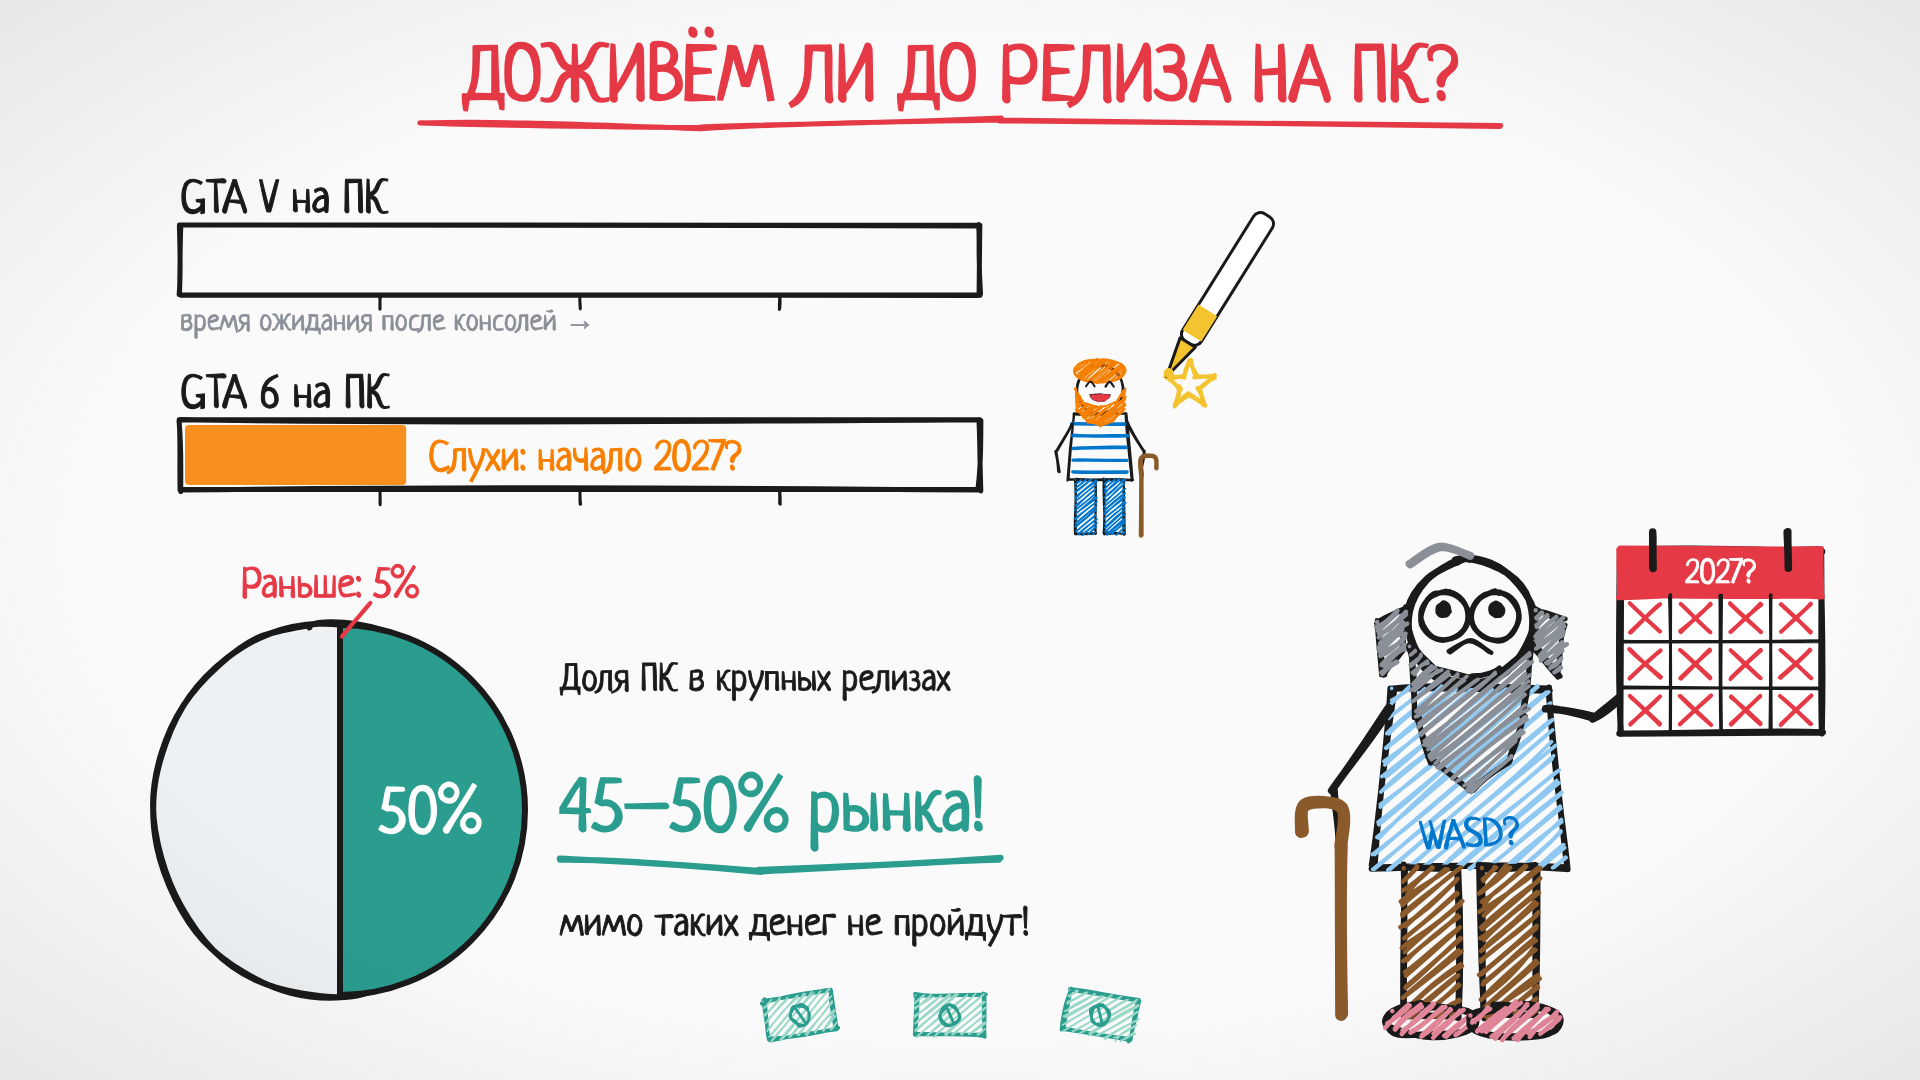 ДОЖИВЁМ ЛИ ДО РЕЛИЗА НА ПК?
GTA V на ПК
время ожидания после консолей →
GTA 6 на ПК
Слухи: начало 2027?
Раньше: 5%
50%
Доля ПК в крупных релизах
45–50% рынка!
мимо таких денег не пройдут!
2027?
WASD?